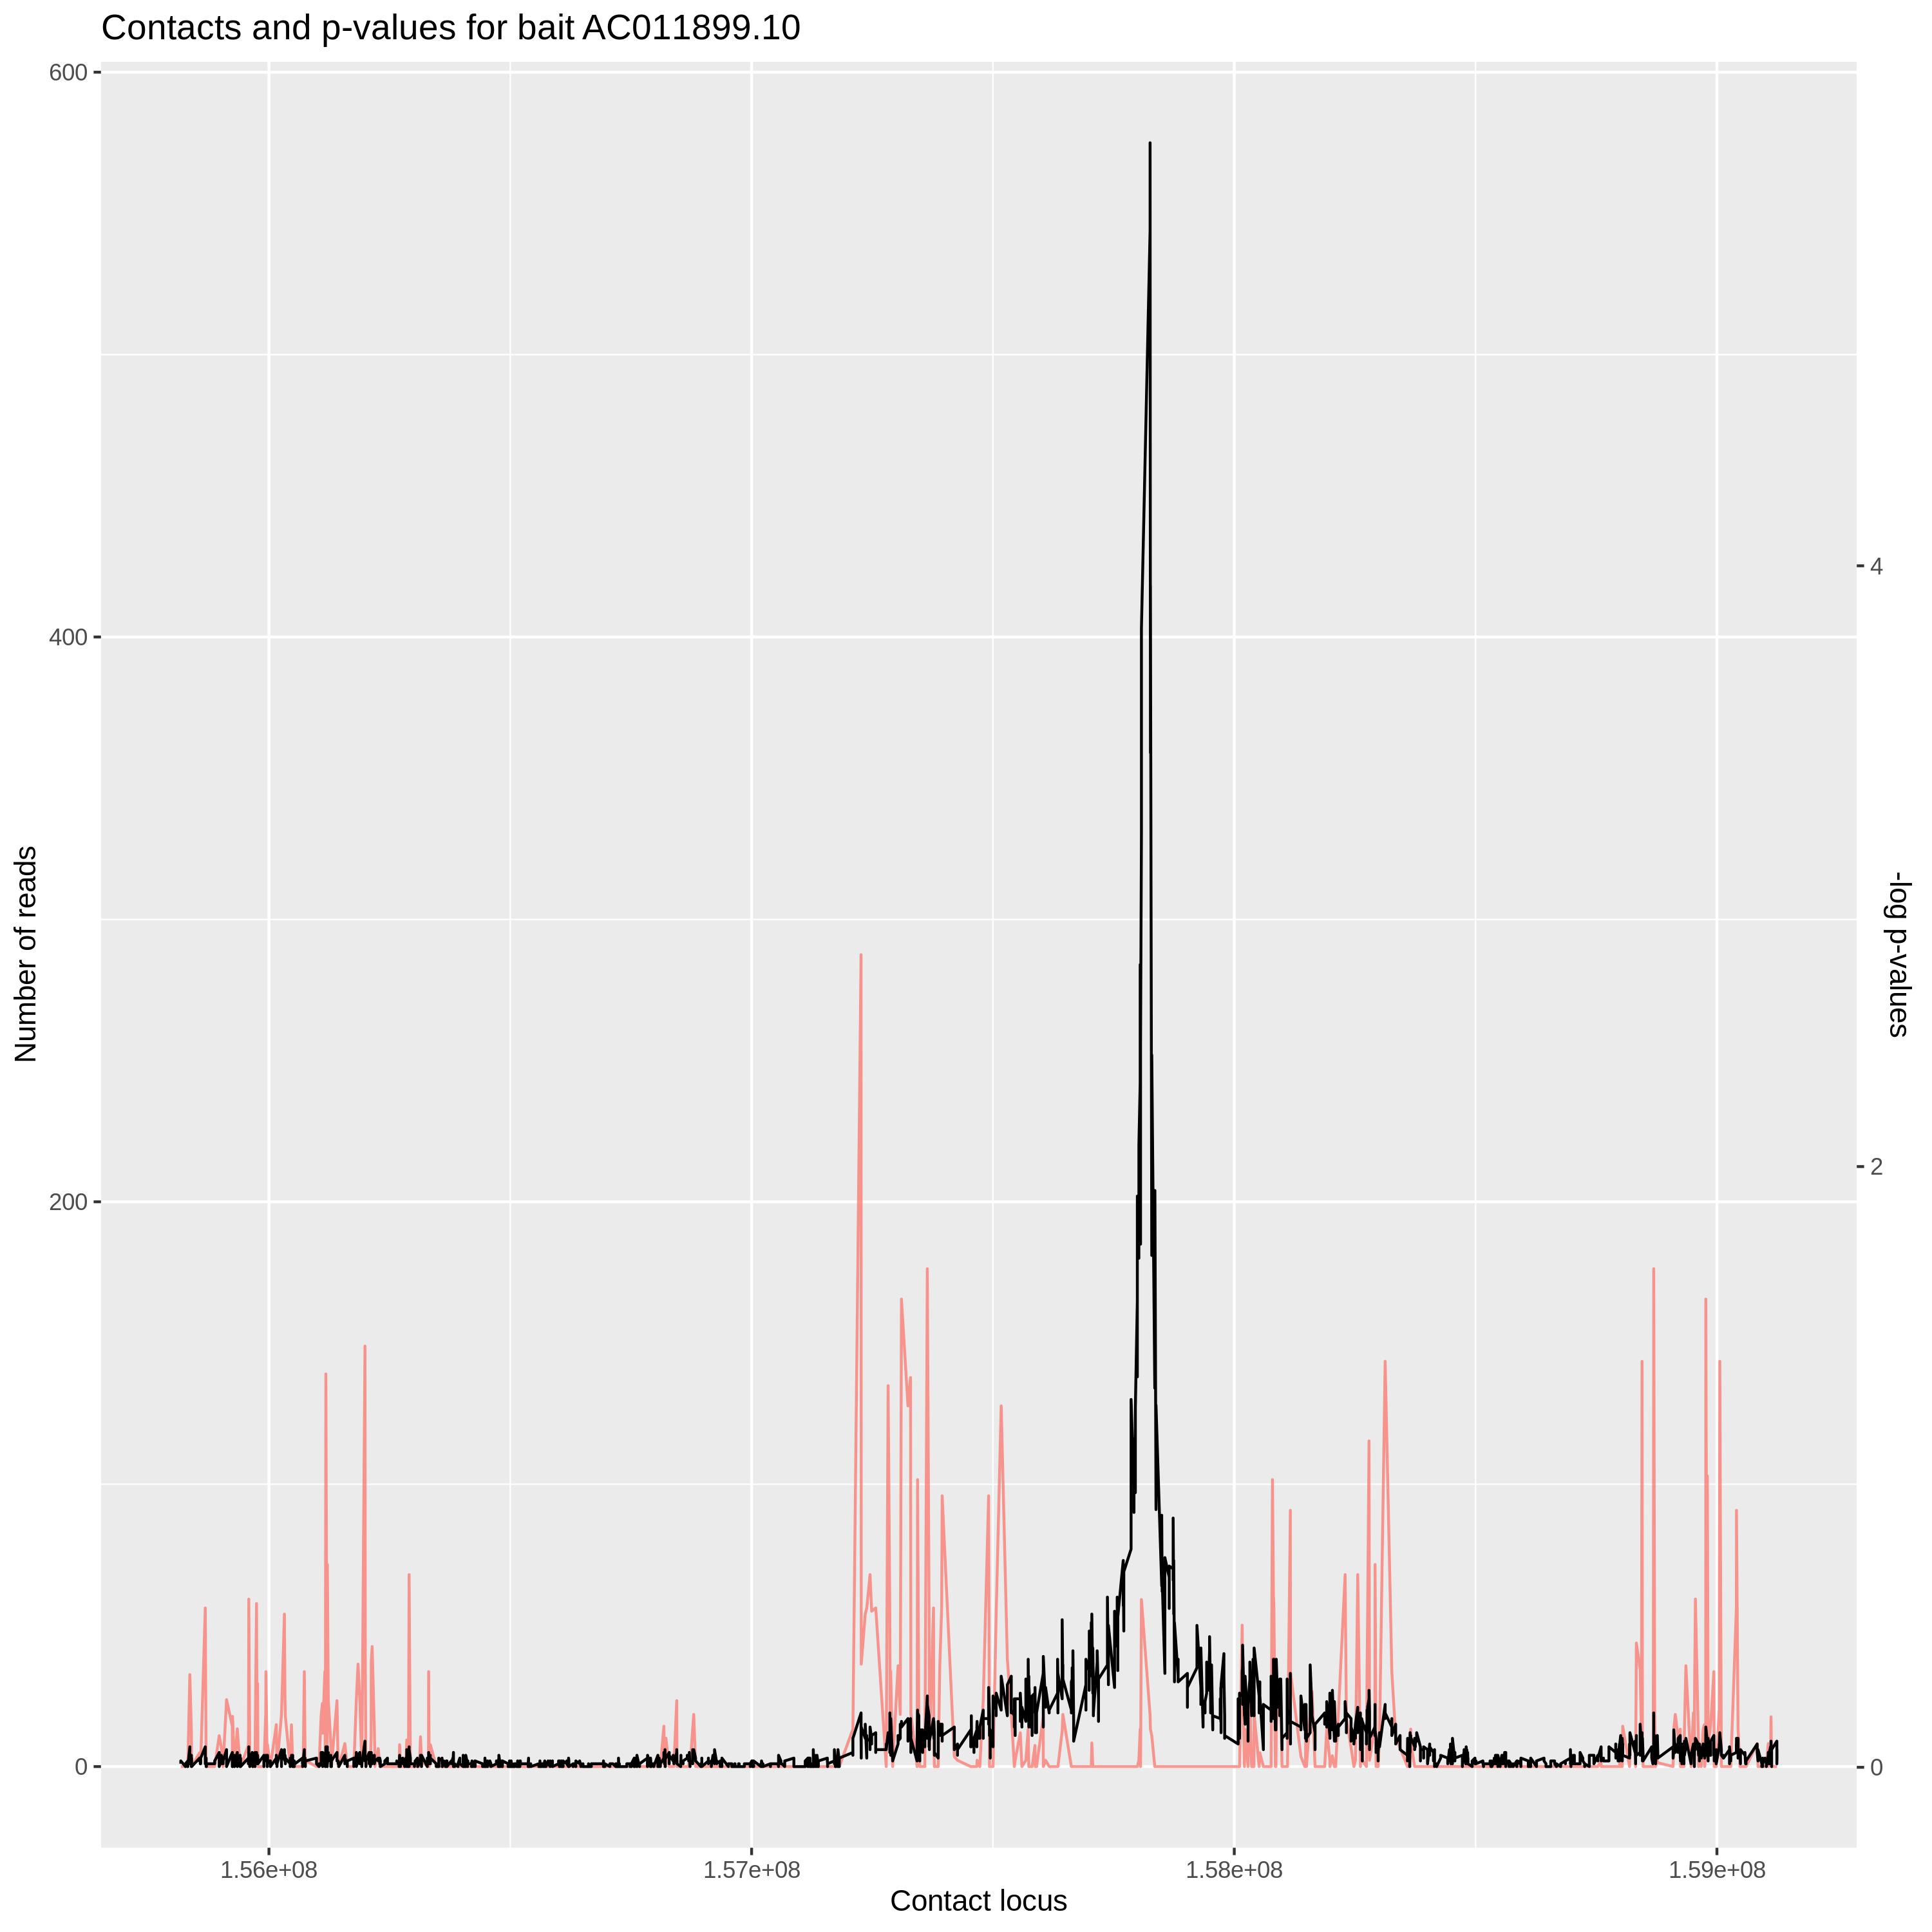 Contacts and p-values for bait AC011899.10
600
400
200
0
Number of reads
4
2
0
-log p-values
1.56e+08
1.57e+08
1.58e+08
1.59e+08
Contact locus